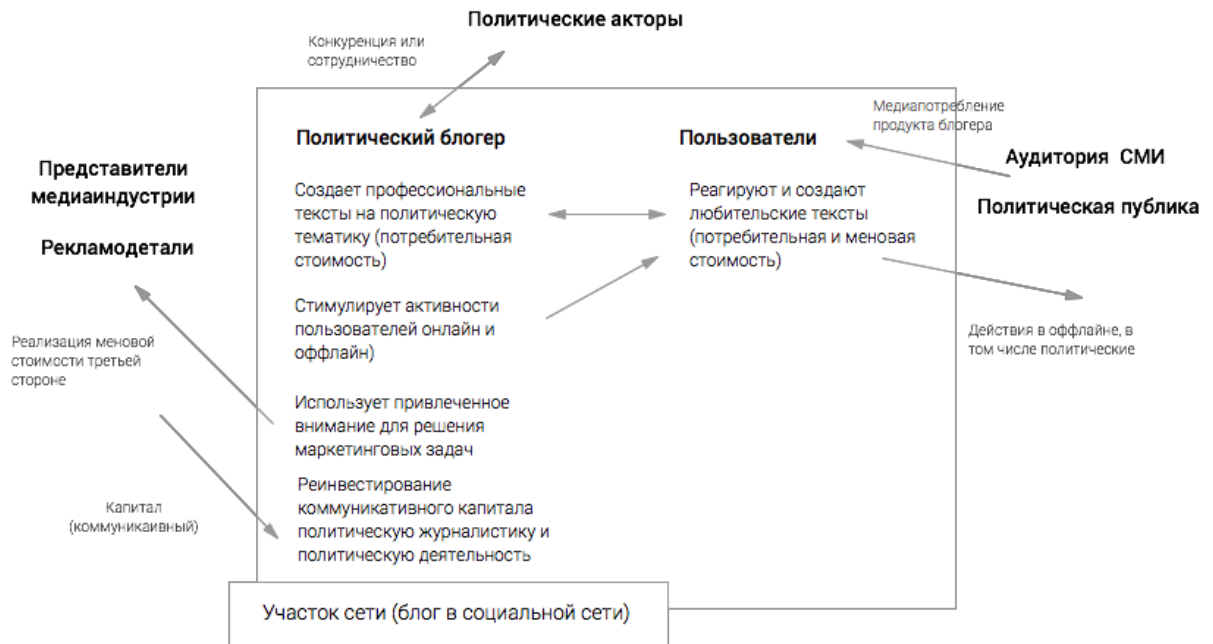 Политические акторы
Конкуренция или
сотрудничество
Медиапотребление
продукта блогера
Политический блогер
Пользователи
Аудитория СМИ
Политическая публика
Представители
медиаиндустрии
Рекламодетали
Создает профессиональные
тексты на политическую
тематику (потребительная
стоимость)
Реагируют и создают
любительские тексты
(потребительная и меновая
стоимость)
Стимулирует активности
пользователей онлайн и
оффлайн)
Действия в оффлайне, в
том числе политические
Реализация меновой
стоимости третьей
стороне
Использует привлеченное
внимание для решения
маркетинговых задач
Реинвестирование
коммуникативного капитала
политическую журналистику и
политическую деятельность
Капитал
(коммуникаивный)
Участок сети (блог в социальной сети)